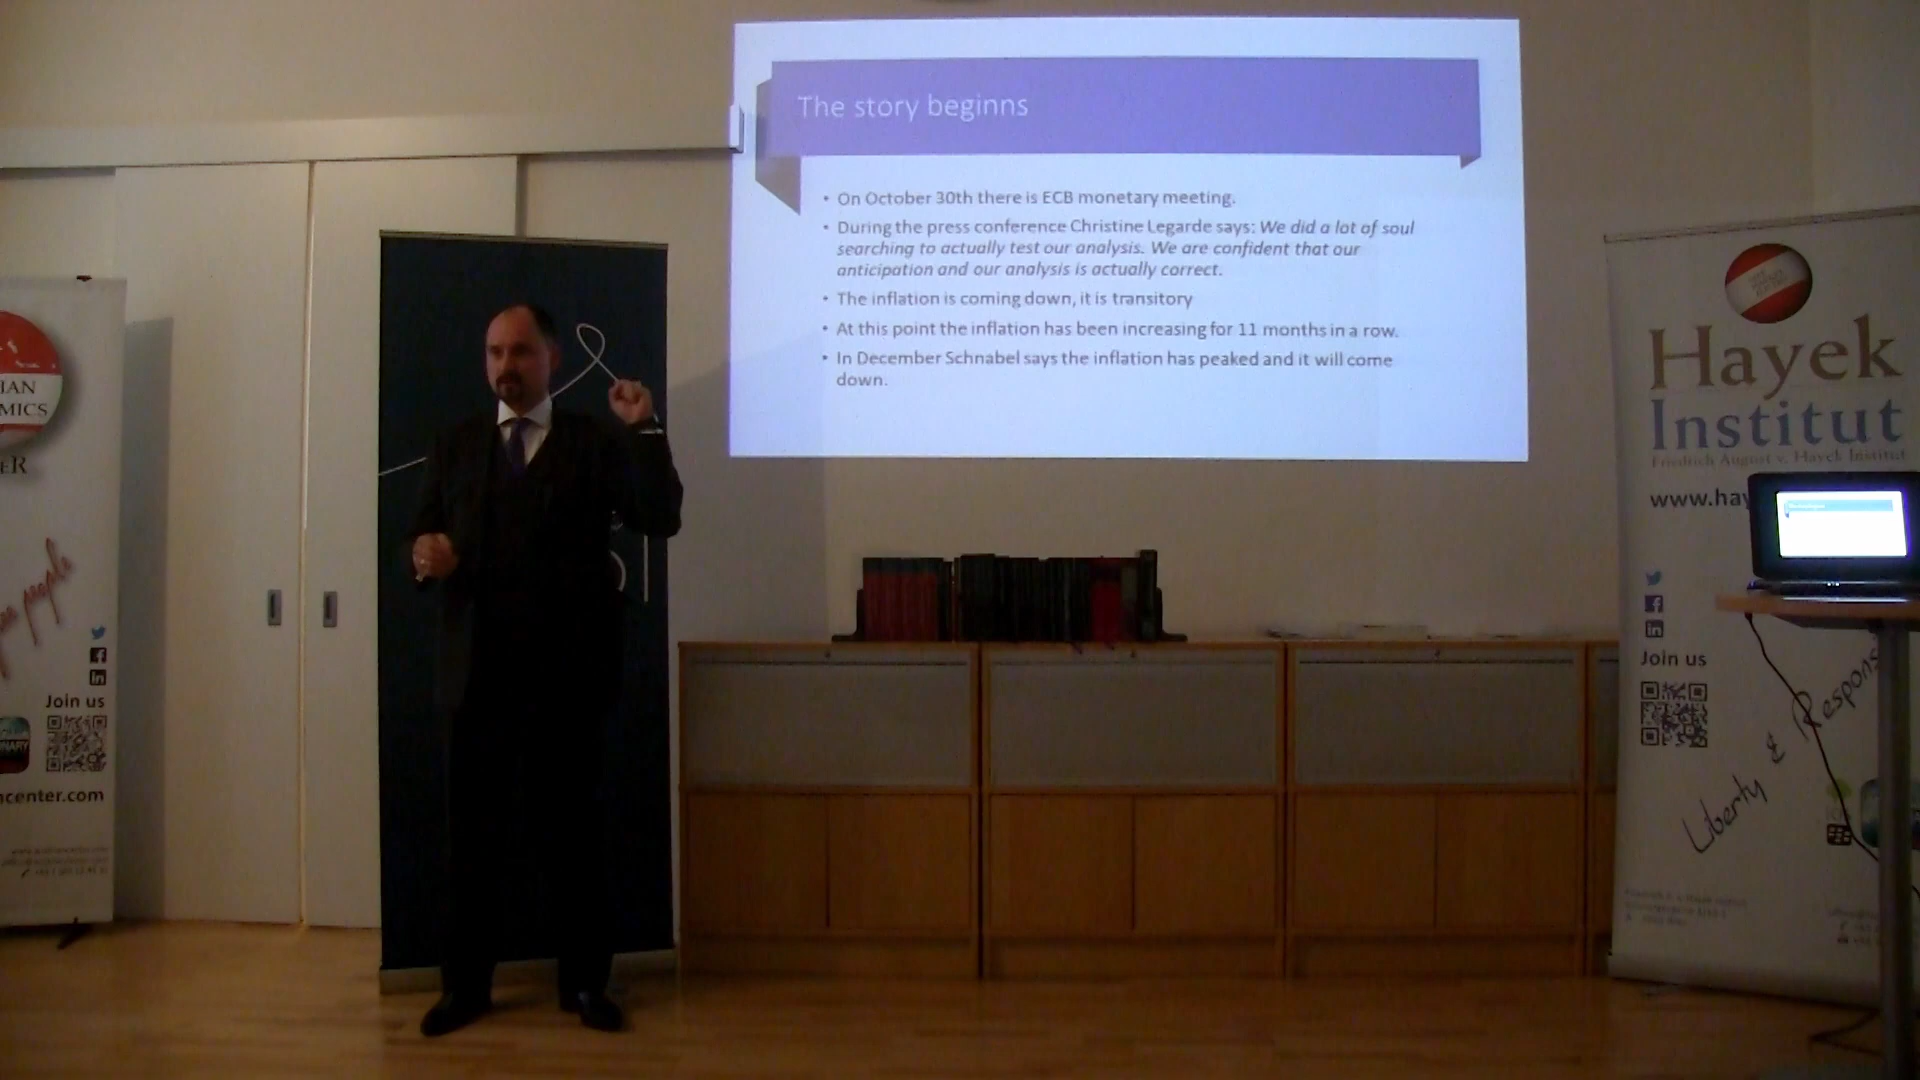 The story beginns
• On October 30th there is ECB monetary meeting.
• During the press conference Christine Legarde says: We did a lot of soul
searching to actually test our analysis. We are confident that our
anticipation and our analysis is actually correct.
• The inflation is coming down, it is transitory
• At this point the inflation has been increasing for 11 months in a row.
• In December Schnabel says the inflation has peaked and it will come
down.
IAN
MICS
ER
people
Join us
ncenter.com
Hayek
Institut
Friedrich August v. Hayek Institut
www.hay
Join us
Liberty & Respons